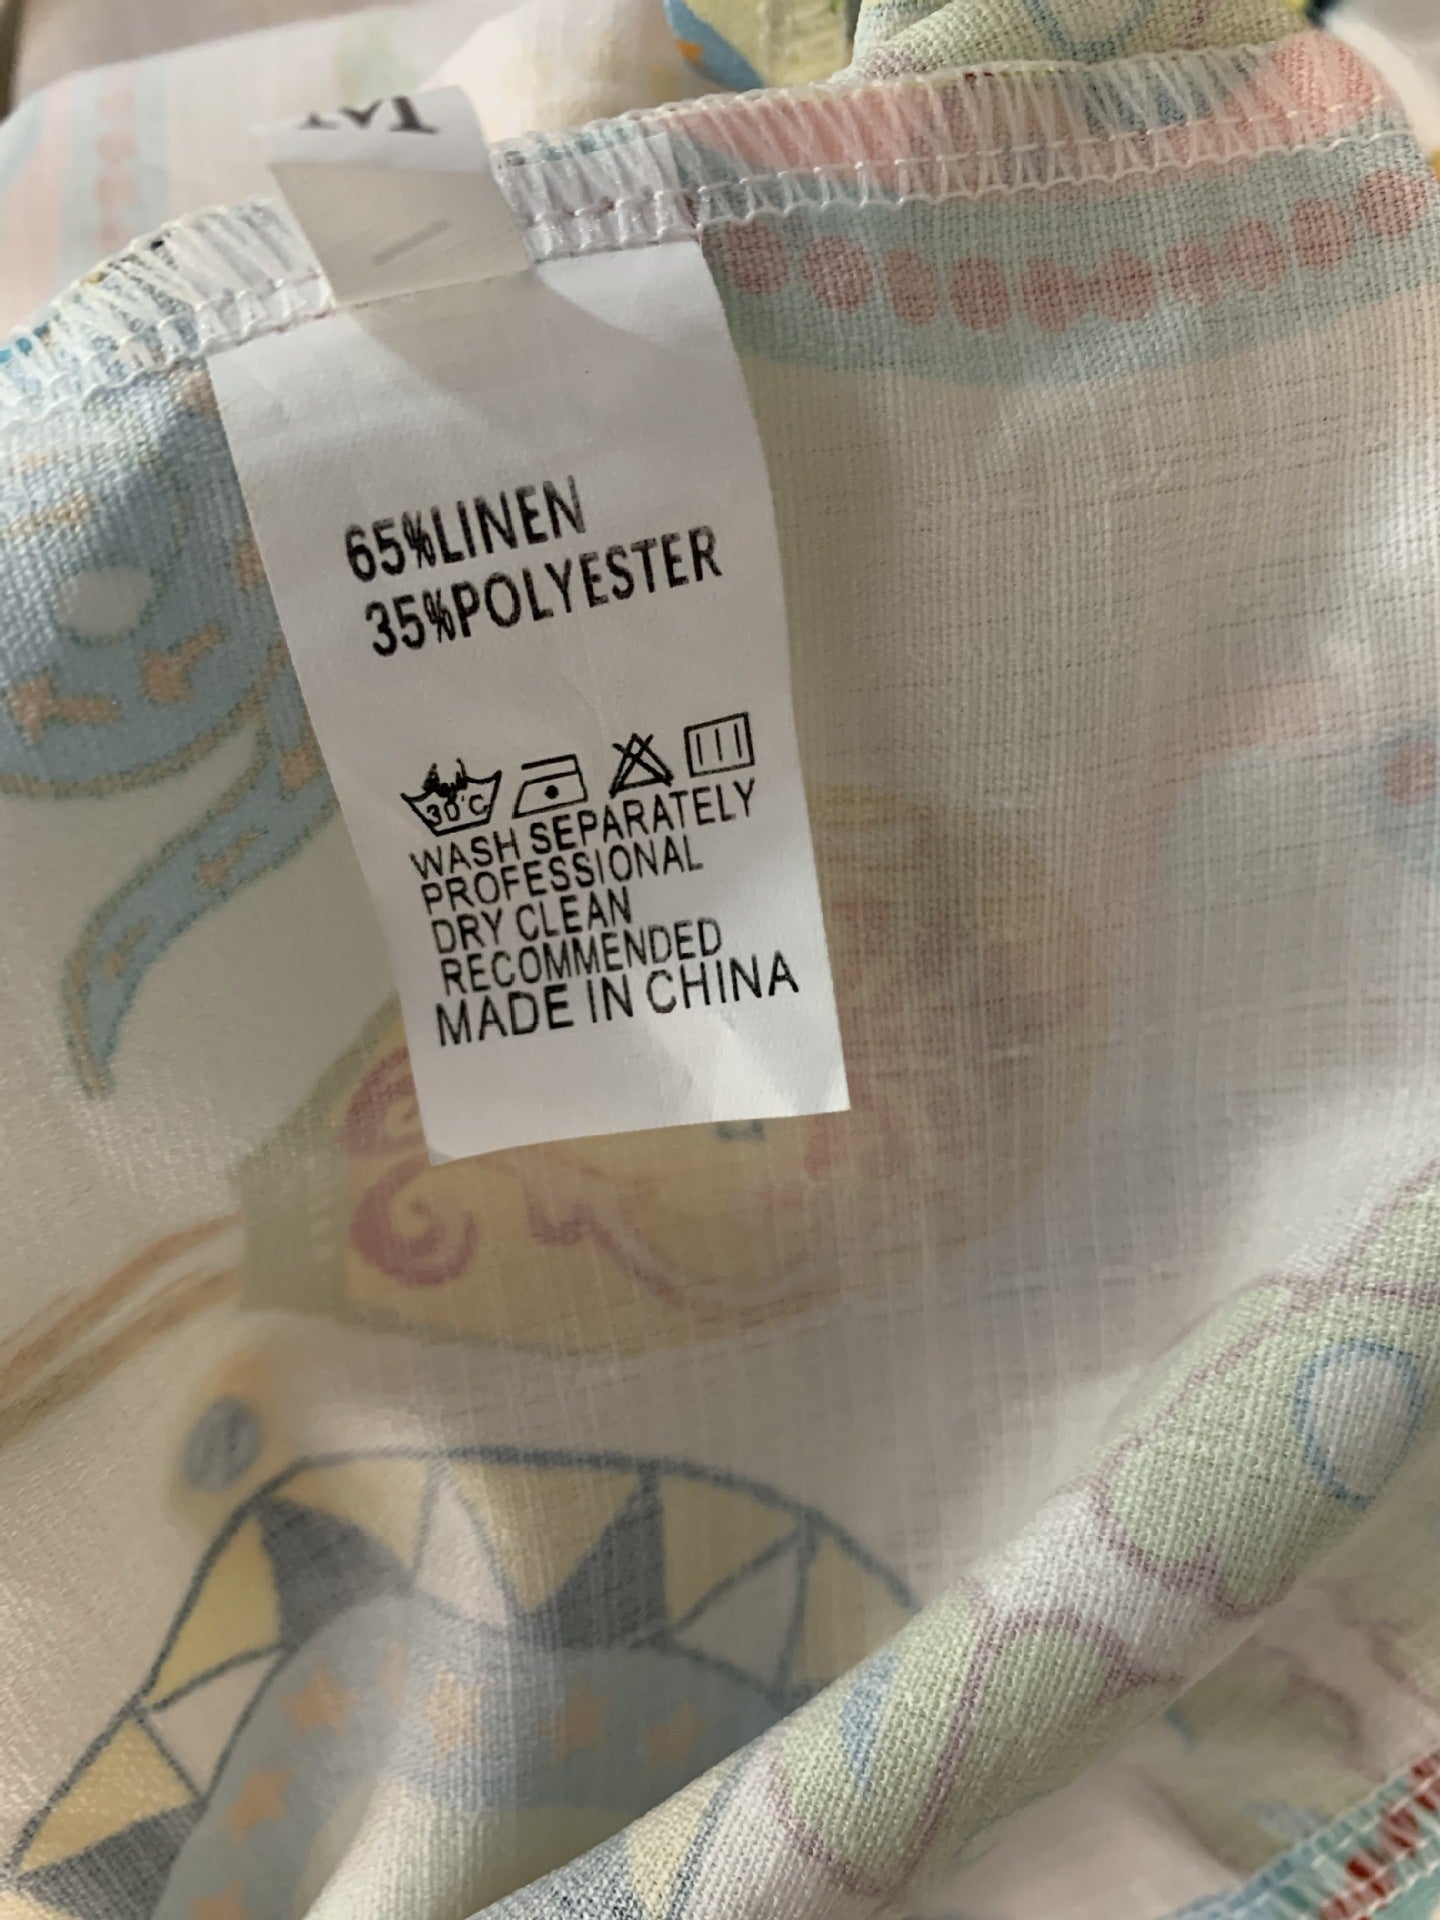 65%LINEN
35%POLYESTER
30°C
WASH SEPARATELY
PROFESSIONAL
DRY CLEAN
RECOMMENDED
MADE IN CHINA